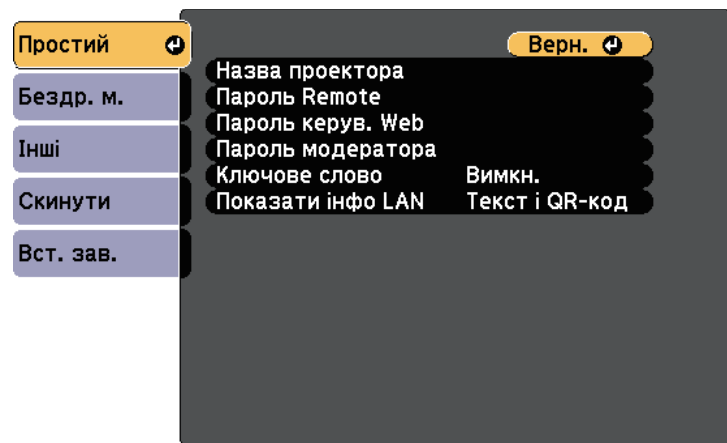 Простий
Верн.
Назва проектора
Бездр. м.
Пароль Remote
Пароль керув. Web
Інші
Пароль модератора
Ключове слово Вимкн.
Скинути
Показати інфо LAN Текст і QR-код
Вст. зав.